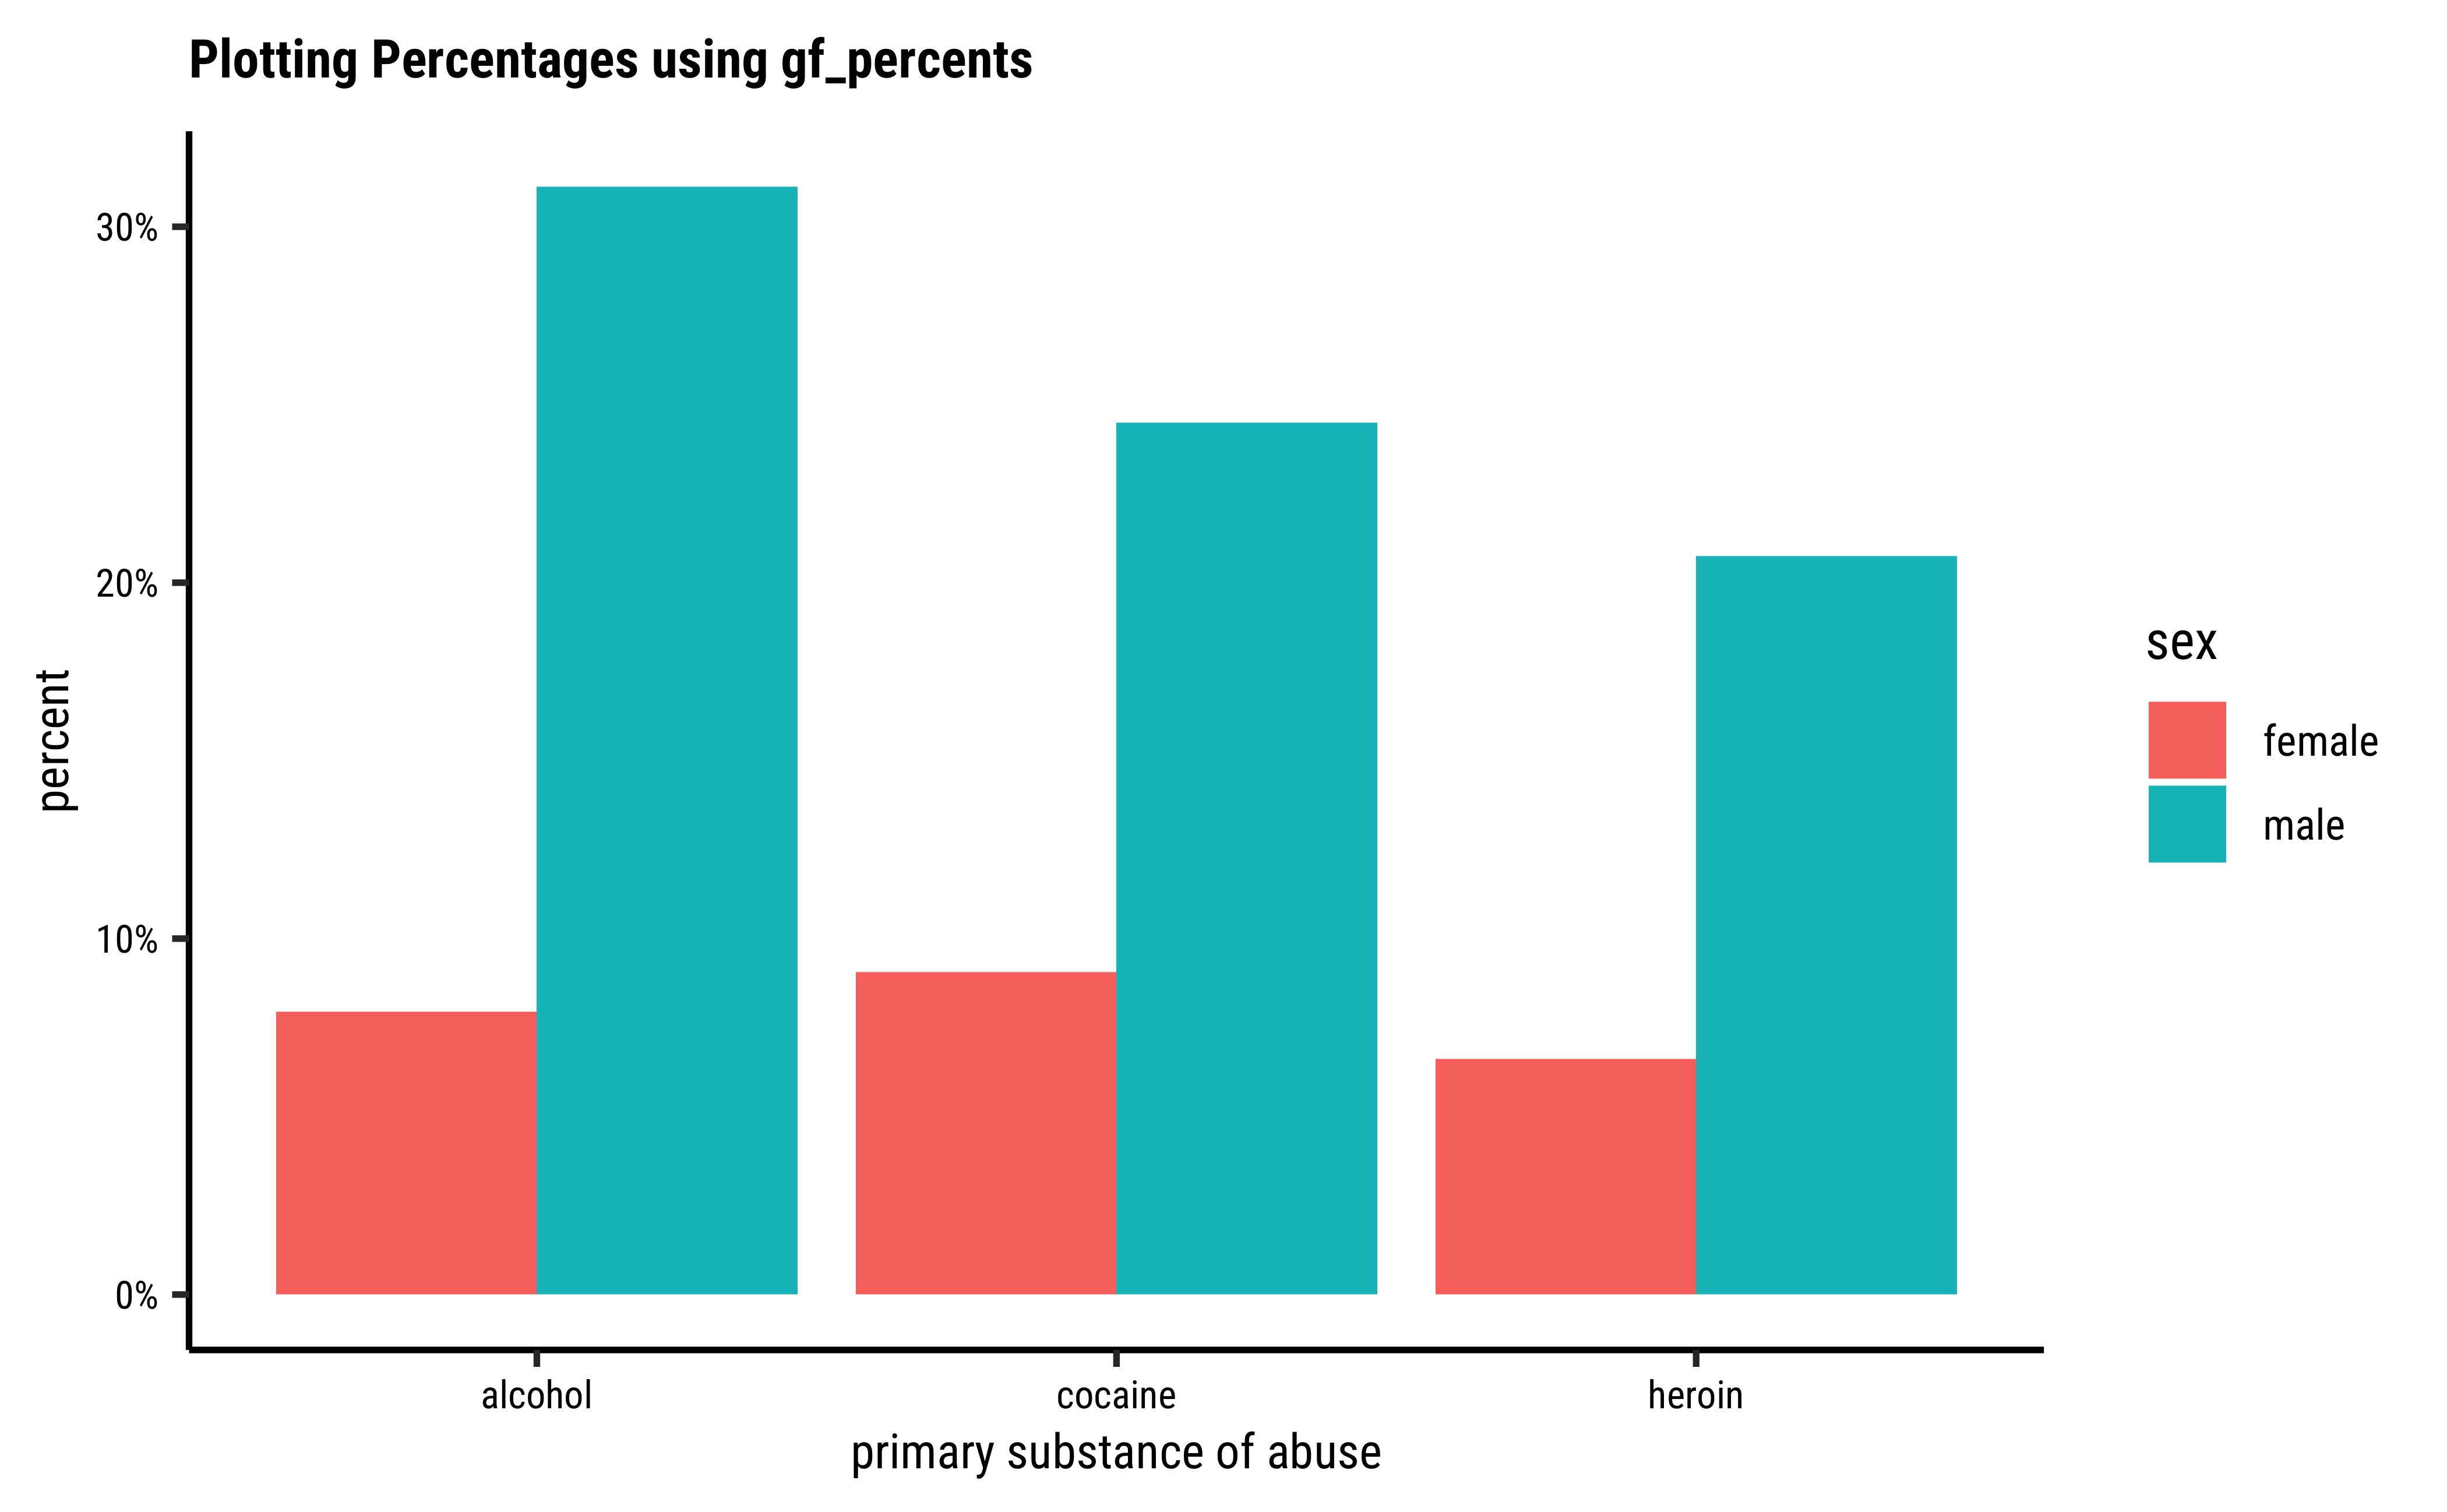 Plotting Percentages using gf_percents
30%
20%
10%
0%
percent
alcohol
cocaine
heroin
primary substance of abuse
sex
female
male